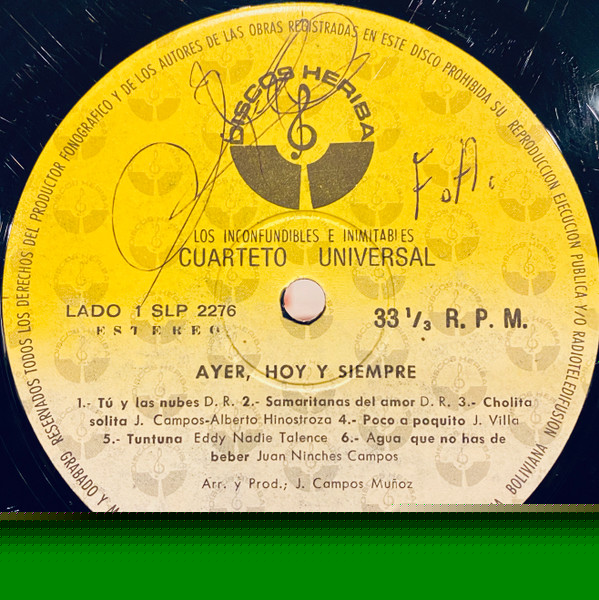 RESERVADOS TODOS LOS DERECHOS DEL PRODUCTOR FONOGRAFICO Y DE LOS AUTORES DE LAS OBRAS REGISTRADAS EN ESTE DISCO PROHIBIDA SU REPRODUCCION EJECUCION PUBLICA Y/O RADIOTELEDIFUSION
GRABADO Y
BOLIVIANA
DISCOS HERIBA
F.A.
LOS INCONFUNDIBLES E INIMITABLES
CUARTETO UNIVERSAL
LADO 1 SLP 2276
ESTEREO
33 1/3 R. P. M.
AYER, HOY Y SIEMPRE
1.- Tú y las nubes D. R. 2.- Samaritanas del amor D. R. 3.- Cholita
solita J. Campos-Alberto Hinostroza 4.- Poco a poquito J. Villa
5.- Tuntuna Eddy Nadie Talence 6.- Agua que no has de
beber Juan Ninches Campos
Arr. y Prod.; J. Campos Muñoz